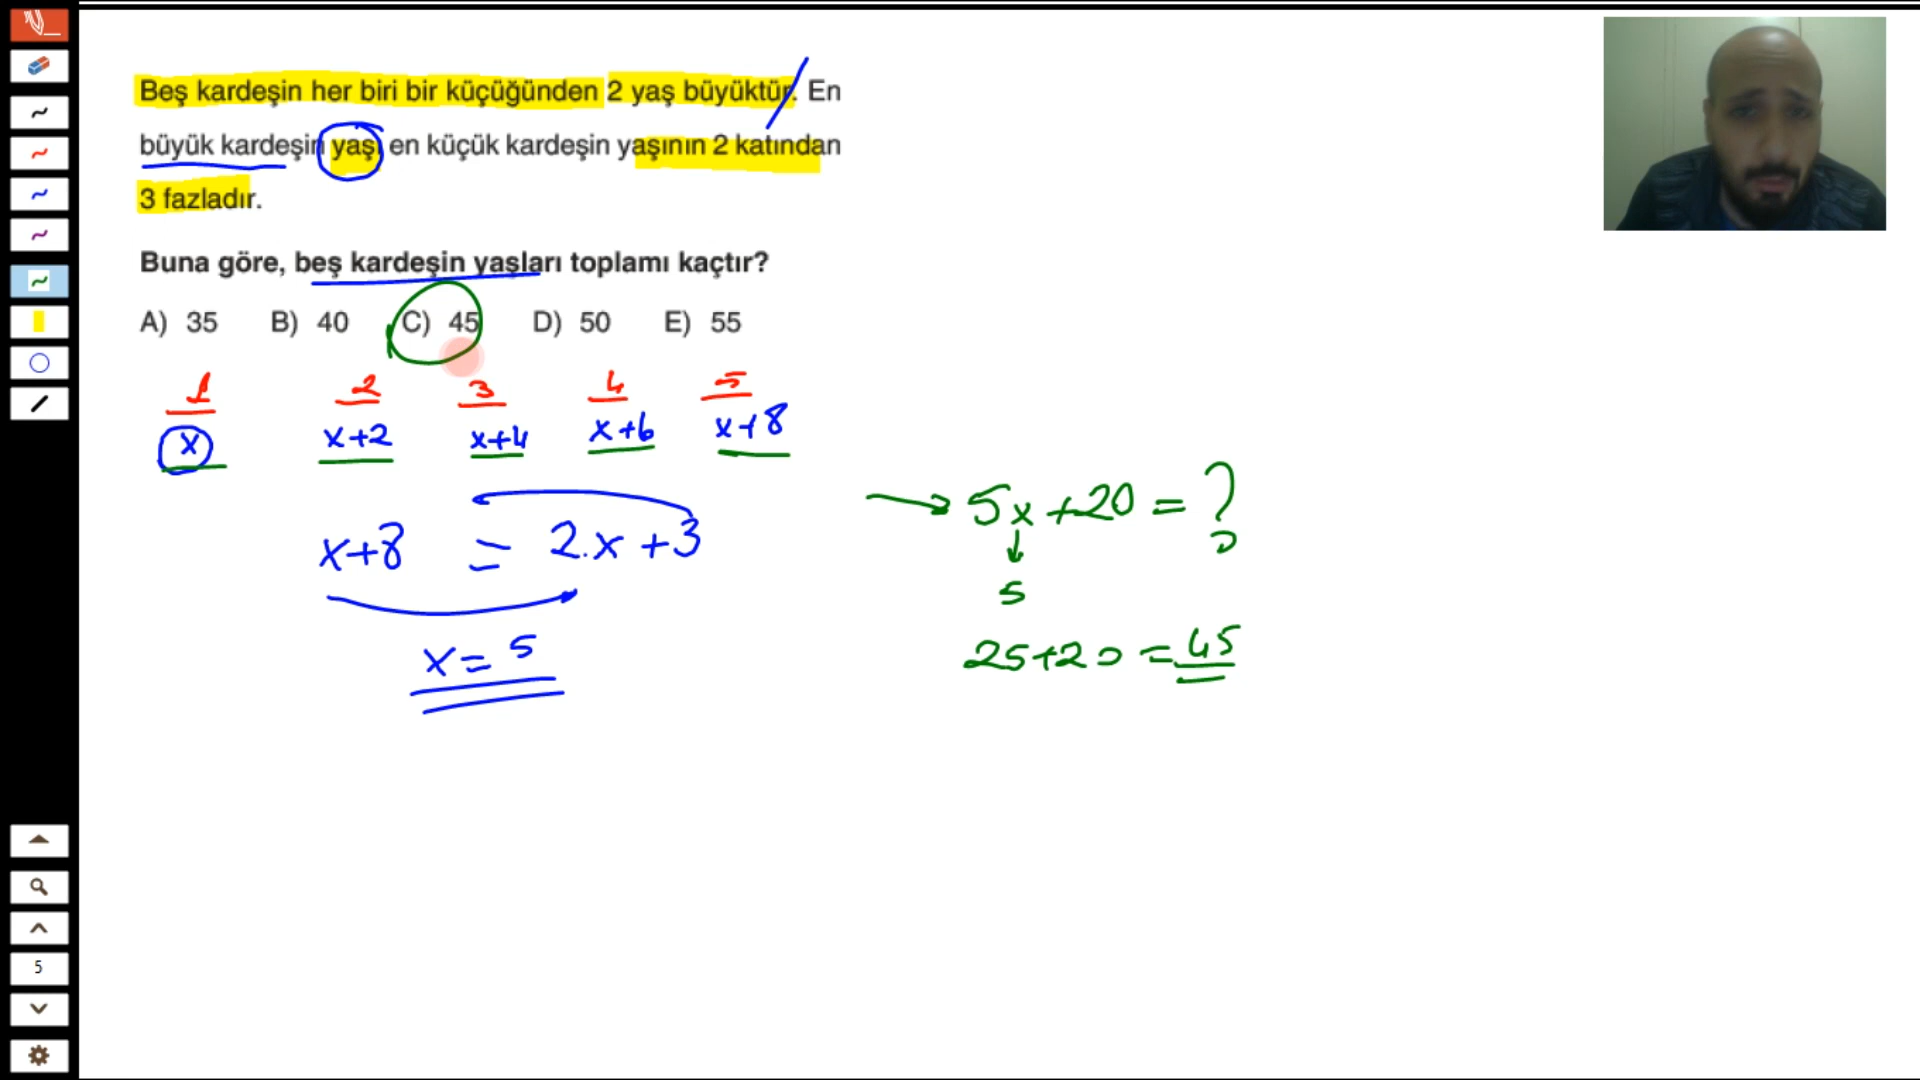 Beş kardeşin her biri bir küçüğünden 2 yaş büyüktür. En
büyük kardeşin yaşı en küçük kardeşin yaşının 2 katından
3 fazladır.
Buna göre, beş kardeşin yaşları toplamı kaçtır?
A) 35 B) 40 C) 45 D) 50 E) 55
1 2 3 4 5
x x+2 x+4 x+6 x+8
5x+20 = ?
x+8 = 2.x+3
5
x = 5
25+20 = 45
5